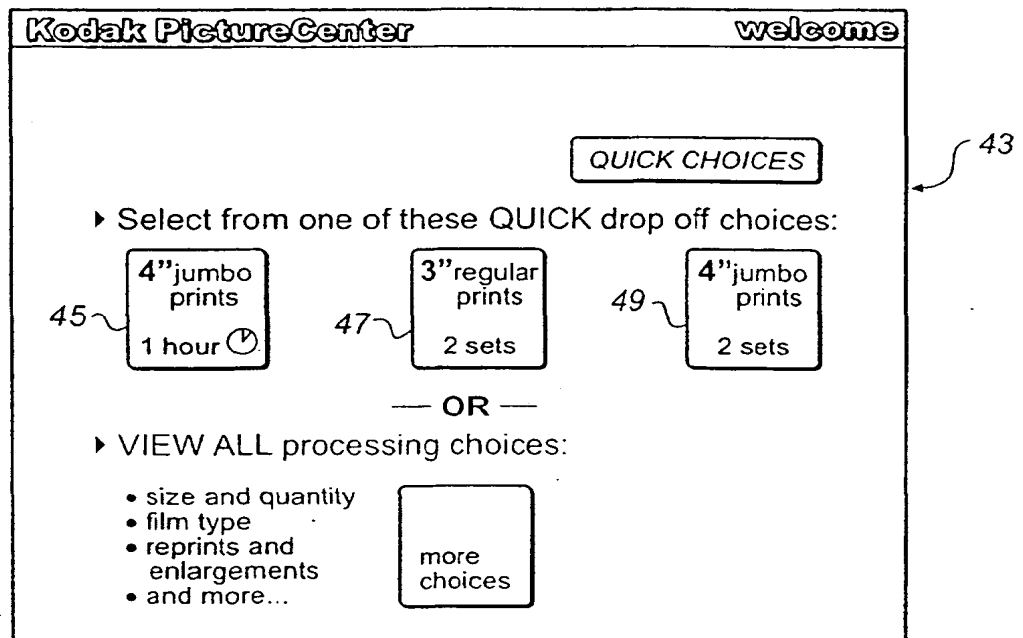 Kodak PictureCenter welcome
QUICK CHOICES
43
Select from one of these QUICK drop off choices:
4” jumbo
prints
1 hour
45
3” regular
prints
2 sets
47
4” jumbo
prints
2 sets
49
— OR —
VIEW ALL processing choices:
• size and quantity
• film type
• reprints and
enlargements
• and more...
more
choices